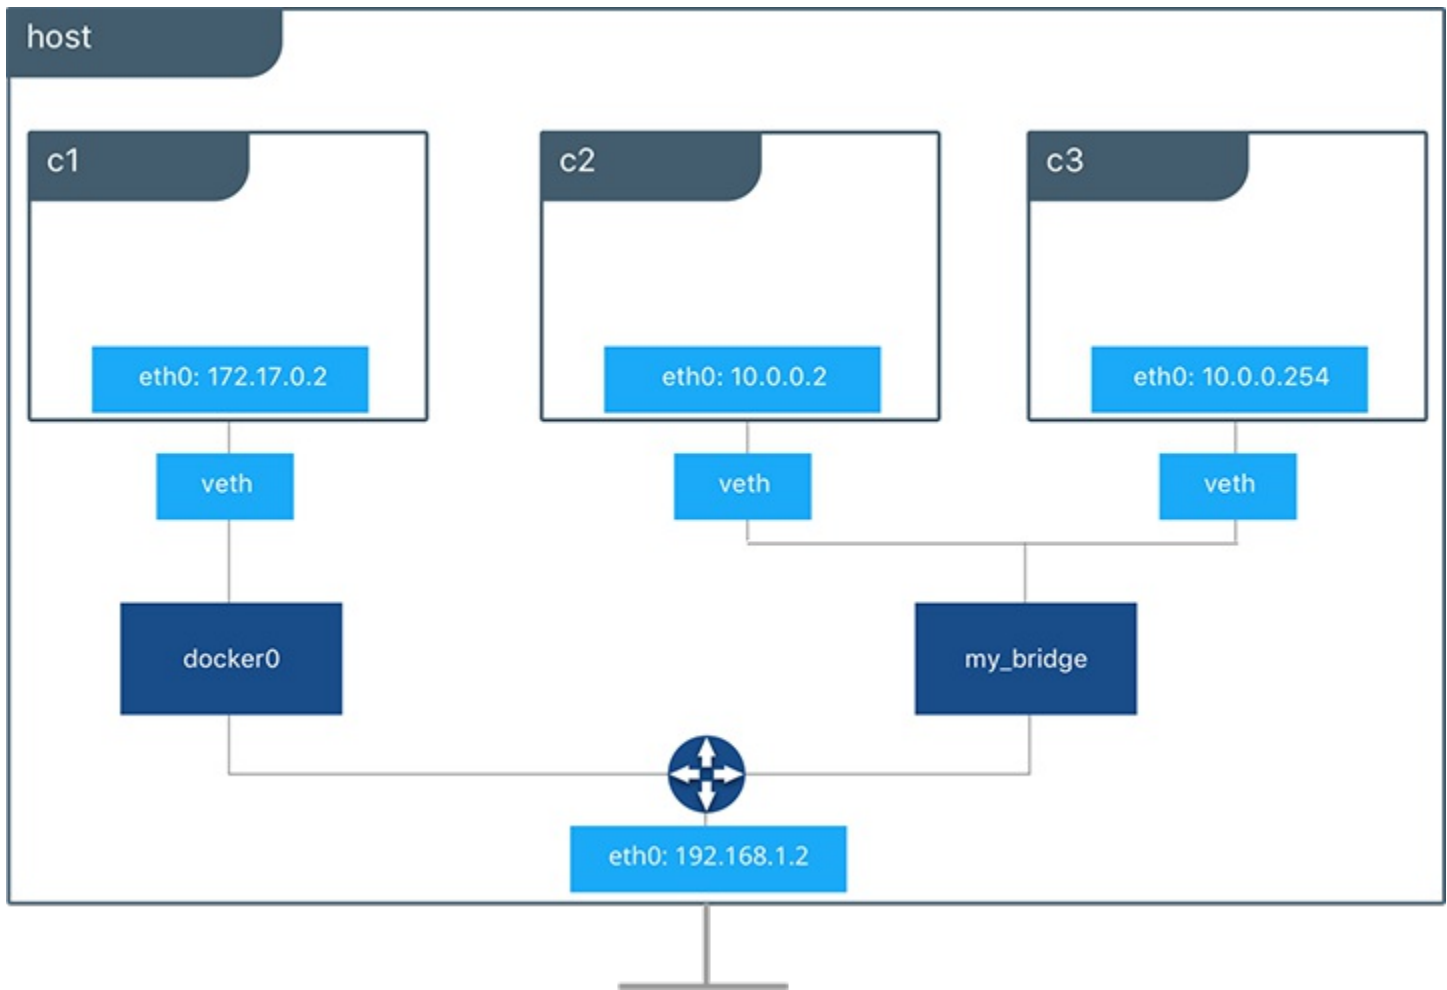 host
c1
c2
c3
eth0: 172.17.0.2
eth0: 10.0.0.2
eth0: 10.0.0.254
veth
veth
veth
docker0
my_bridge
eth0: 192.168.1.2